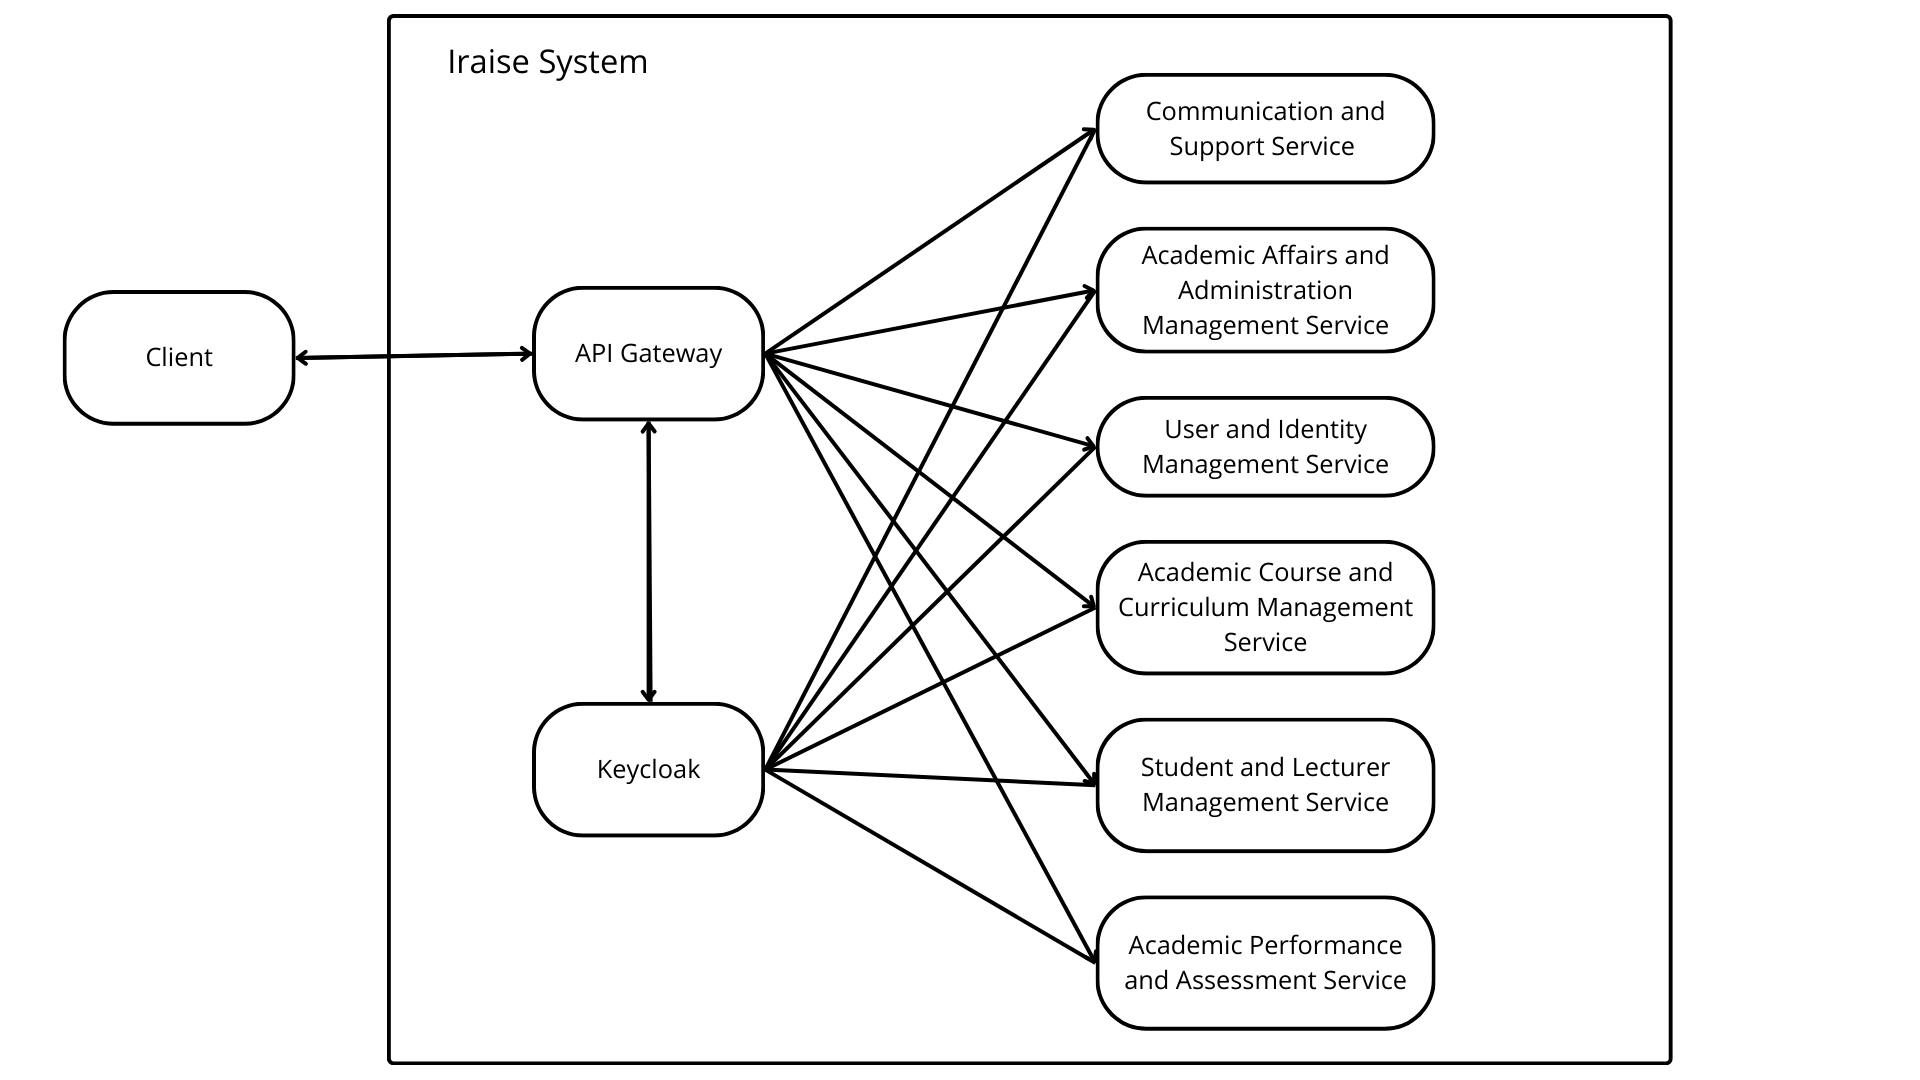 Iraise System
Communication and
Support Service
Academic Affairs and
Administration
Management Service
Client
API Gateway
User and Identity
Management Service
Academic Course and
Curriculum Management
Service
Keycloak
Student and Lecturer
Management Service
Academic Performance
and Assessment Service